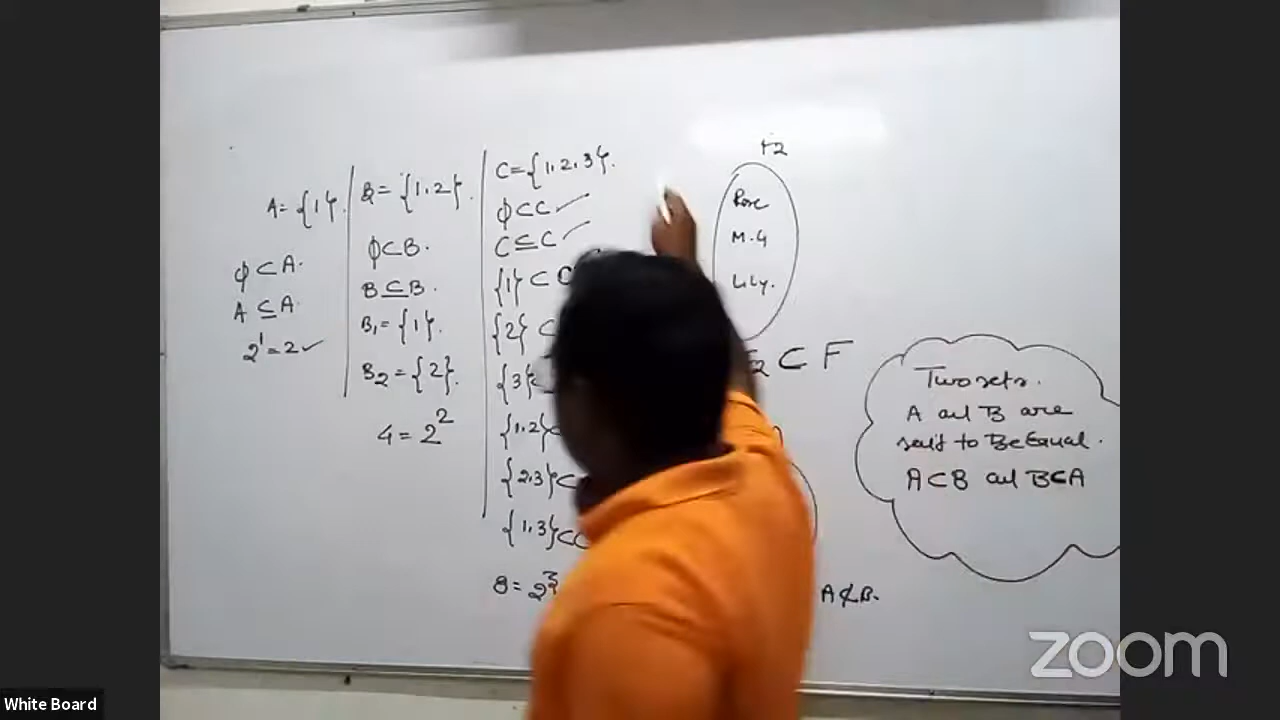 A = {1}.
ϕ ⊂ A.
A ⊆ A.
2¹ = 2 ✓
B = {1, 2}.
ϕ ⊂ B.
B ⊆ B.
B₁ = {1}.
B₂ = {2}.
4 = 2²
C = {1, 2, 3}.
ϕ ⊂ C ✓
C ⊆ C ✓
{1} ⊂ C
{2} ⊂
{3} ⊂
{1, 2} ⊂
{2, 3} ⊂
{1, 3} ⊂ C
8 = 2³
F2
Rose
M.G
Lily.
F2 ⊂ F
Two sets.
A and B are
said to Be Equal.
A ⊂ B and B ⊂ A
A ⊄ B.
zoom
White Board